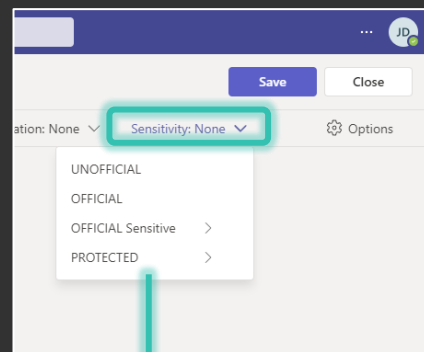 ... JD
Save Close
ation: None Sensitivity: None Options
UNOFFICIAL
OFFICIAL
OFFICIAL Sensitive
PROTECTED